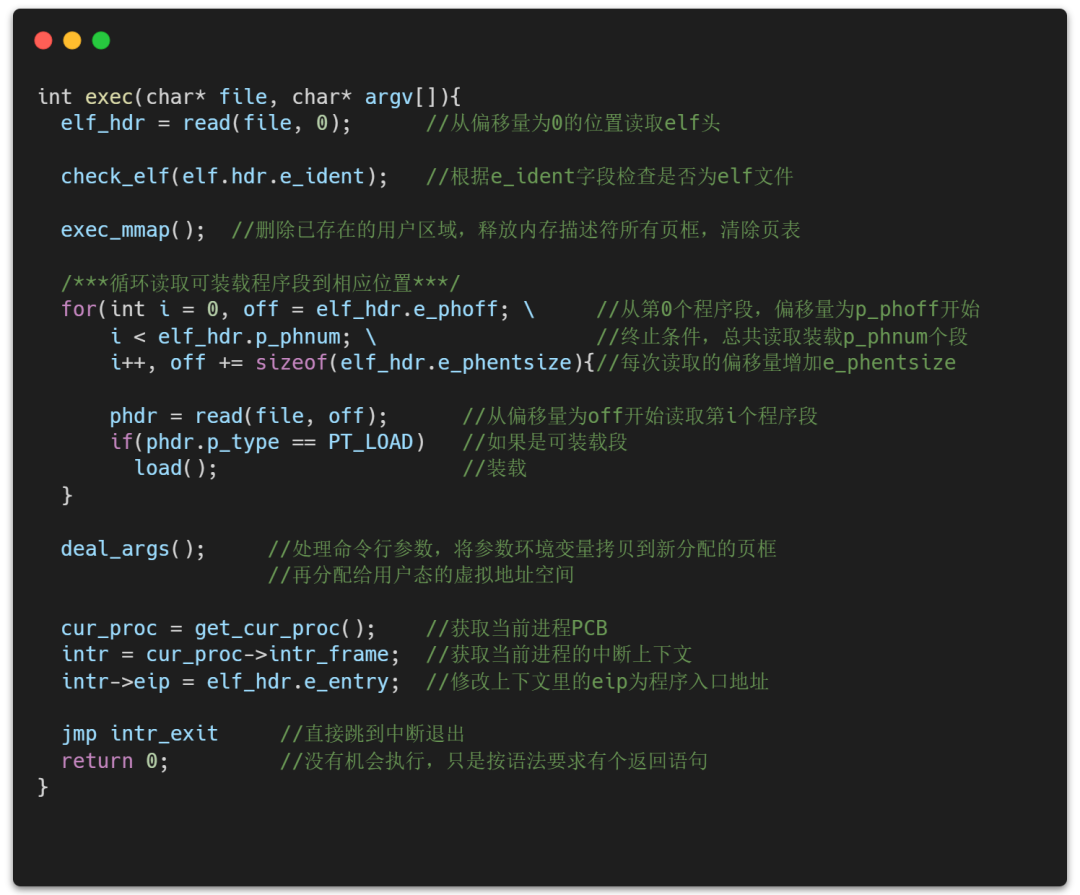 int exec(char* file, char* argv[]){
  elf_hdr = read(file, 0);      //从偏移量为0的位置读取elf头
  check_elf(elf.hdr.e_ident);   //根据e_ident字段检查是否为elf文件
  exec_mmap();  //删除已存在的用户区域，释放内存描述符所有页框，清除页表
  /***循环读取可装载程序段到相应位置***/
  for(int i = 0, off = elf_hdr.e_phoff; \     //从第0个程序段，偏移量为p_phoff开始
      i < elf_hdr.p_phnum; \                  //终止条件，总共读取装载p_phnum个段
      i++, off += sizeof(elf_hdr.e_phentsize){//每次读取的偏移量增加e_phentsize
      phdr = read(file, off);      //从偏移量为off开始读取第i个程序段
      if(phdr.p_type == PT_LOAD)   //如果是可装载段
        load();                    //装载
  }
  deal_args();     //处理命令行参数，将参数环境变量拷贝到新分配的页框
                   //再分配给用户态的虚拟地址空间
  cur_proc = get_cur_proc();    //获取当前进程PCB
  intr = cur_proc->intr_frame;  //获取当前进程的中断上下文
  intr->eip = elf_hdr.e_entry;  //修改上下文里的eip为程序入口地址
  jmp intr_exit     //直接跳到中断退出
  return 0;         //没有机会执行，只是按语法要求有个返回语句
}